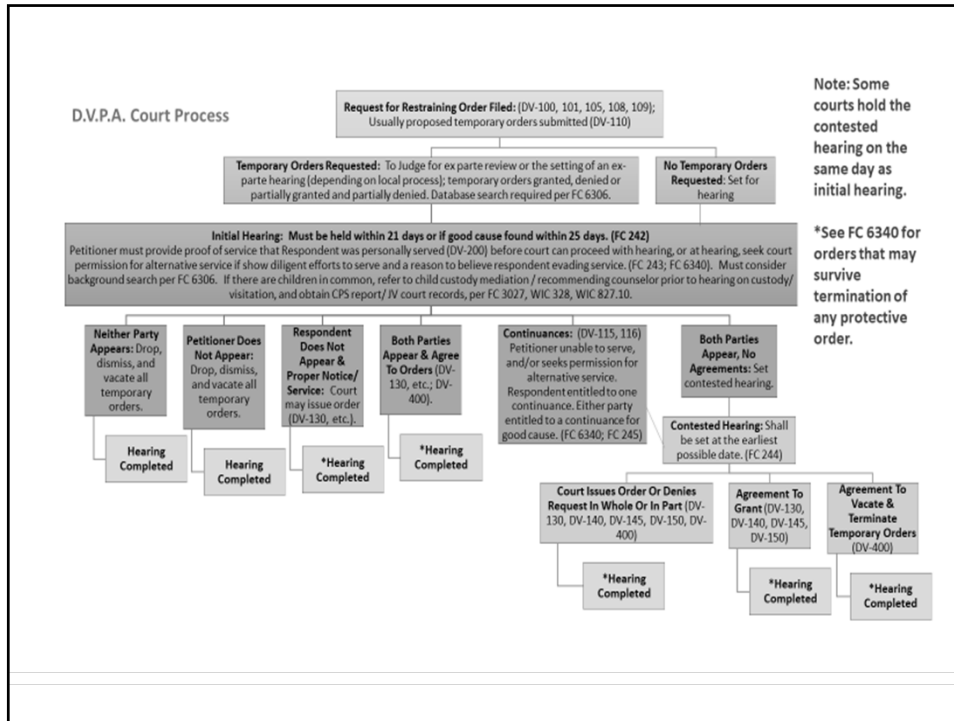 D.V.P.A. Court Process
Request for Restraining Order Filed: (DV-100, 101, 105, 108, 109);
Usually proposed temporary orders submitted (DV-110)
Temporary Orders Requested: To Judge for ex parte review or the setting of an ex-
parte hearing (depending on local process); temporary orders granted, denied or
partially granted and partially denied. Database search required per FC 6306.
No Temporary Orders
Requested: Set for
hearing
Initial Hearing: Must be held within 21 days or if good cause found within 25 days. (FC 242)
Petitioner must provide proof of service that Respondent was personally served (DV-200) before court can proceed with hearing, or at hearing, seek court
permission for alternative service if show diligent efforts to serve and a reason to believe respondent evading service. (FC 243; FC 6340). Must consider
background search per FC 6306. If there are children in common, refer to child custody mediation / recommending counselor prior to hearing on custody/
visitation, and obtain CPS report/ JV court records, per FC 3027, WIC 328, WIC 827.10.
Neither Party
Appears: Drop,
dismiss, and
vacate all
temporary
orders.
Hearing
Completed
Petitioner Does
Not Appear:
Drop, dismiss,
and vacate all
temporary
orders.
Hearing
Completed
Respondent
Does Not
Appear &
Proper Notice/
Service: Court
may issue order
(DV-130, etc.).
*Hearing
Completed
Both Parties
Appear & Agree
To Orders (DV-
130, etc.; DV-
400).
*Hearing
Completed
Continuances: (DV-115, 116)
Petitioner unable to serve,
and/or seeks permission for
alternative service.
Respondent entitled to one
continuance. Either party
entitled to a continuance for
good cause. (FC 6340; FC 245)
Both Parties
Appear, No
Agreements: Set
contested hearing.
Contested Hearing: Shall
be set at the earliest
possible date. (FC 244)
Court Issues Order Or Denies
Request In Whole Or In Part (DV-
130, DV-140, DV-145, DV-150, DV-
400)
*Hearing
Completed
Agreement To
Grant (DV-130,
DV-140, DV-145,
DV-150)
*Hearing
Completed
Agreement To
Vacate &
Terminate
Temporary Orders
(DV-400)
*Hearing
Completed
Note: Some
courts hold the
contested
hearing on the
same day as
initial hearing.
*See FC 6340 for
orders that may
survive
termination of
any protective
order.